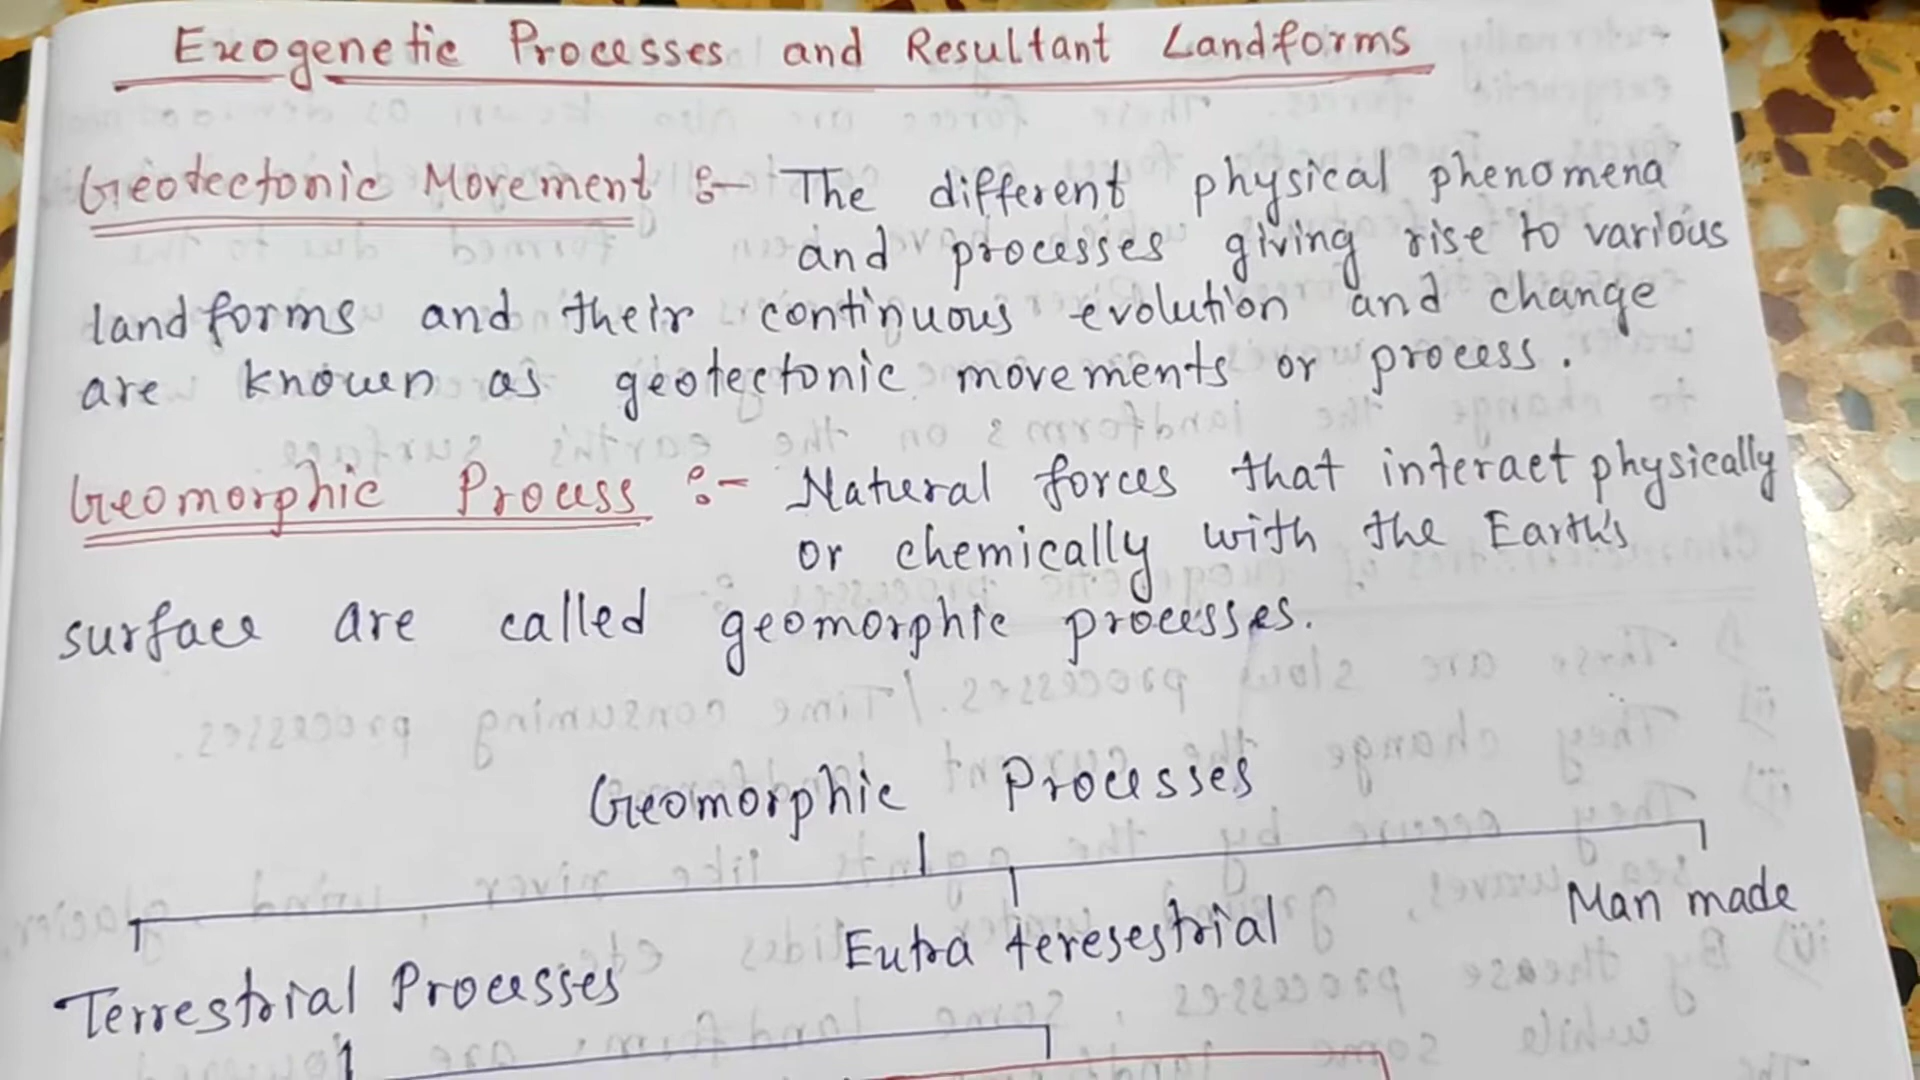 Exogenetic Processes and Resultant Landforms
Geotectonic Movement :- The different physical phenomena
and processes giving rise to various
landforms and their continuous evolution and change
are known as geotectonic movements or process.
Geomorphic Process :- Natural forces that interact physically
or chemically with the Earth's
surface are called geomorphic processes.
Geomorphic Processes
Terrestrial Processes
Extra teresestrial
Man made